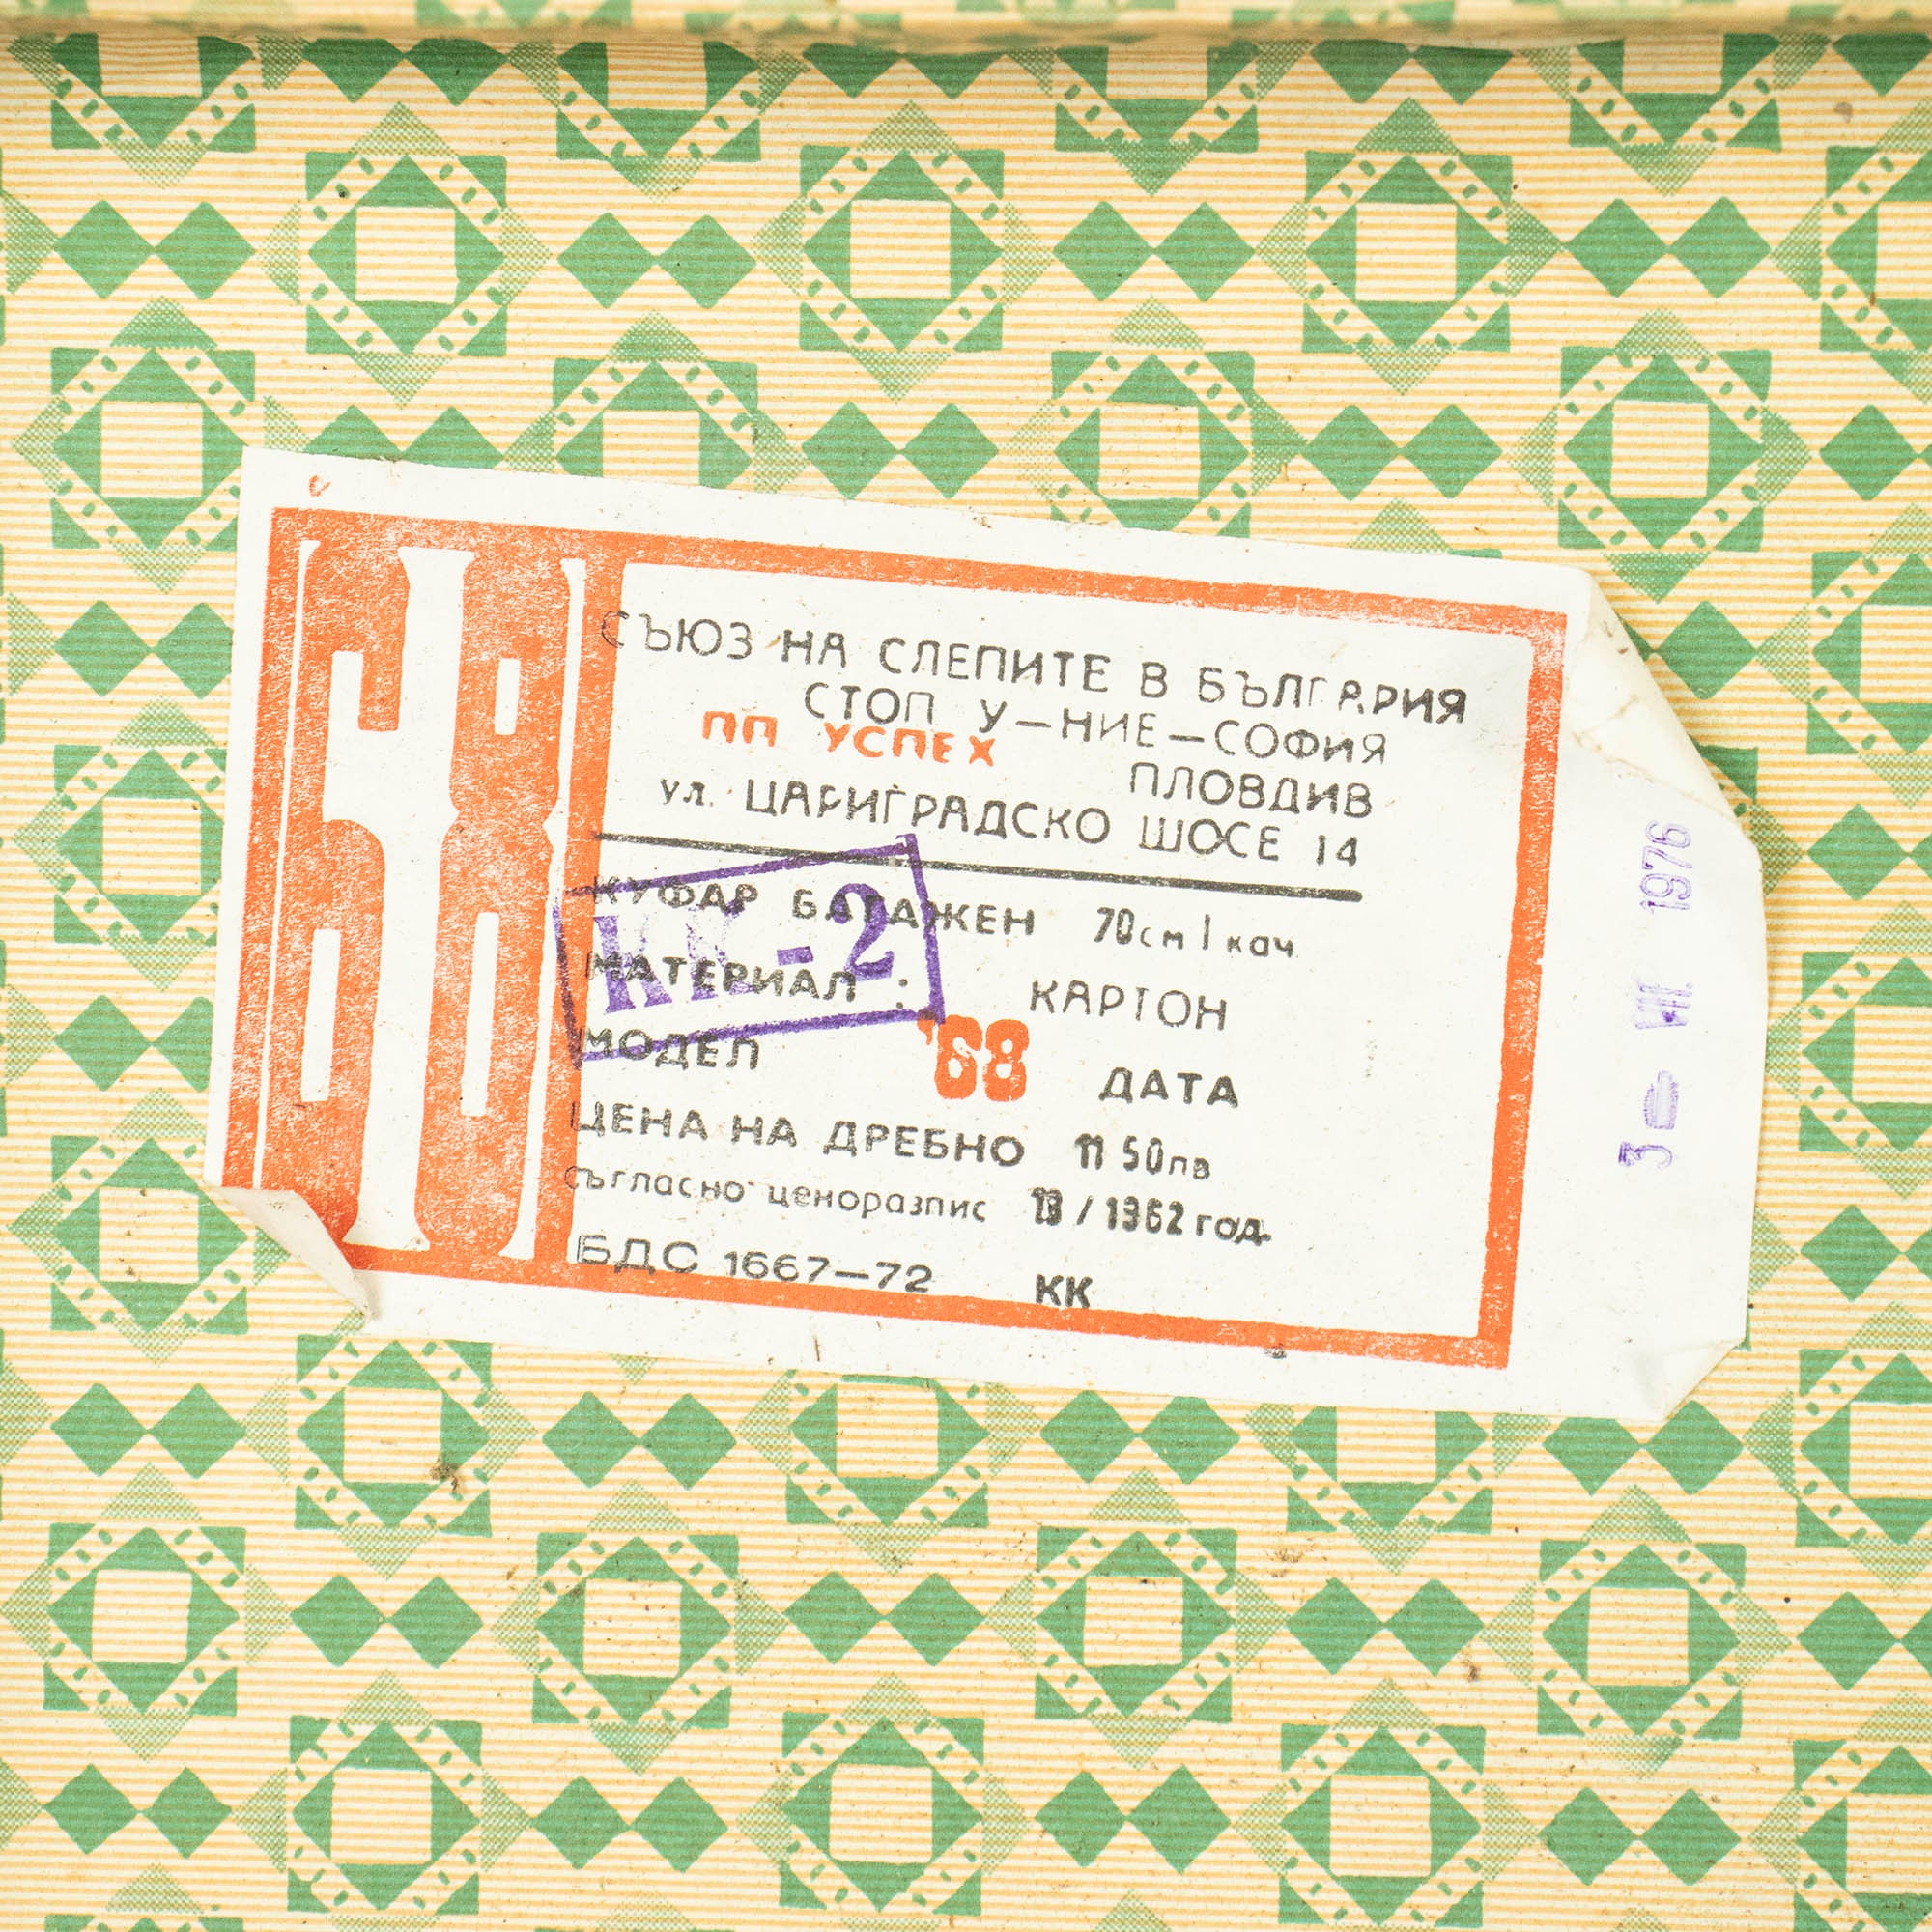 68
СЪЮЗ НА СЛЕПИТЕ В БЪЛГАРИЯ
СТОП У-НИЕ-СОФИЯ
ПП УСПЕХ ПЛОВДИВ
ул. ЦАРИГРАДСКО ШОСЕ 14
КУФАР БАГАЖЕН 70см I кач
КК-2
МАТЕРИАЛ : КАРТОН
МОДЕЛ '68 ДАТА
ЦЕНА НА ДРЕБНО 11 50лв
съгласно ценоразпис 13 / 1962 год.
БДС 1667-72 КК
VII. 1976